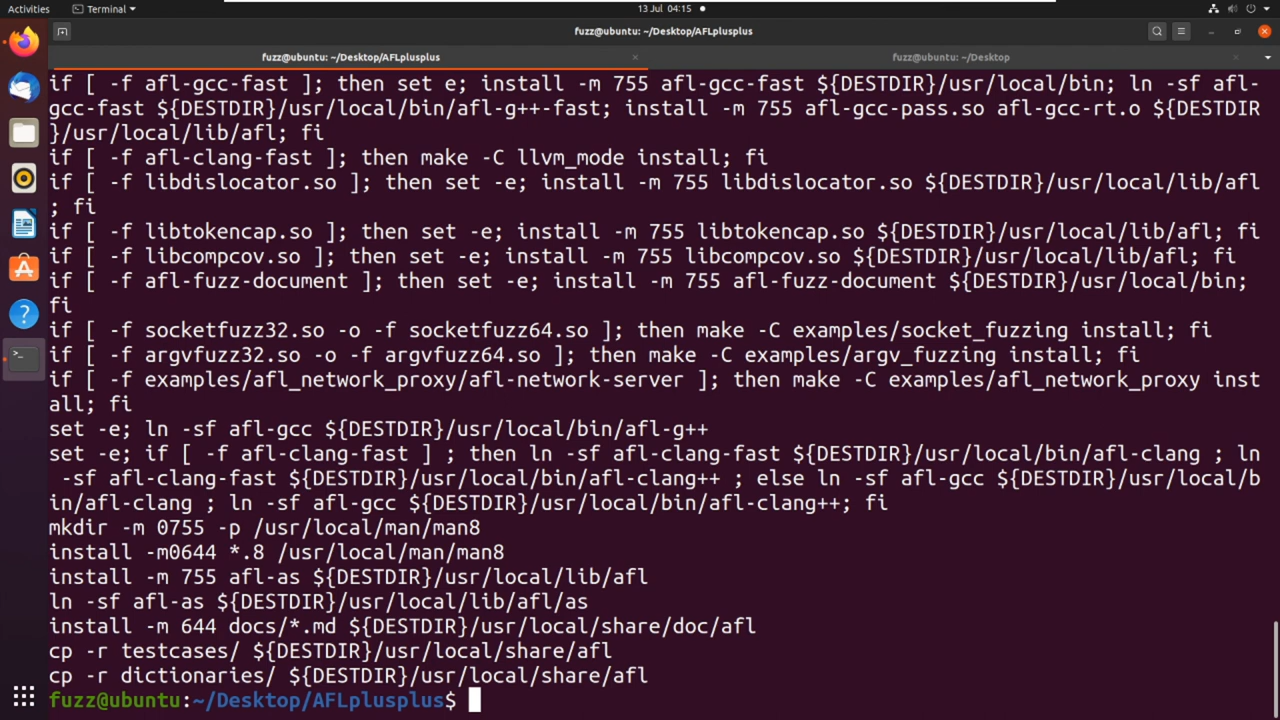 Activities
Terminal
13 Jul 04:15
fuzz@ubuntu: ~/Desktop/AFLplusplus
fuzz@ubuntu: ~/Desktop/AFLplusplus
fuzz@ubuntu: ~/Desktop
if [ -f afl-gcc-fast ]; then set e; install -m 755 afl-gcc-fast ${DESTDIR}/usr/local/bin; ln -sf afl-
gcc-fast ${DESTDIR}/usr/local/bin/afl-g++-fast; install -m 755 afl-gcc-pass.so afl-gcc-rt.o ${DESTDIR
}/usr/local/lib/afl; fi
if [ -f afl-clang-fast ]; then make -C llvm_mode install; fi
if [ -f libdislocator.so ]; then set -e; install -m 755 libdislocator.so ${DESTDIR}/usr/local/lib/afl
; fi
if [ -f libtokencap.so ]; then set -e; install -m 755 libtokencap.so ${DESTDIR}/usr/local/lib/afl; fi
if [ -f libcompcov.so ]; then set -e; install -m 755 libcompcov.so ${DESTDIR}/usr/local/lib/afl; fi
if [ -f afl-fuzz-document ]; then set -e; install -m 755 afl-fuzz-document ${DESTDIR}/usr/local/bin;
fi
if [ -f socketfuzz32.so -o -f socketfuzz64.so ]; then make -C examples/socket_fuzzing install; fi
if [ -f argvfuzz32.so -o -f argvfuzz64.so ]; then make -C examples/argv_fuzzing install; fi
if [ -f examples/afl_network_proxy/afl-network-server ]; then make -C examples/afl_network_proxy inst
all; fi
set -e; ln -sf afl-gcc ${DESTDIR}/usr/local/bin/afl-g++
set -e; if [ -f afl-clang-fast ] ; then ln -sf afl-clang-fast ${DESTDIR}/usr/local/bin/afl-clang ; ln
 -sf afl-clang-fast ${DESTDIR}/usr/local/bin/afl-clang++ ; else ln -sf afl-gcc ${DESTDIR}/usr/local/b
in/afl-clang ; ln -sf afl-gcc ${DESTDIR}/usr/local/bin/afl-clang++; fi
mkdir -m 0755 -p /usr/local/man/man8
install -m0644 *.8 /usr/local/man/man8
install -m 755 afl-as ${DESTDIR}/usr/local/lib/afl
ln -sf afl-as ${DESTDIR}/usr/local/lib/afl/as
install -m 644 docs/*.md ${DESTDIR}/usr/local/share/doc/afl
cp -r testcases/ ${DESTDIR}/usr/local/share/afl
cp -r dictionaries/ ${DESTDIR}/usr/local/share/afl
fuzz@ubuntu:~/Desktop/AFLplusplus$